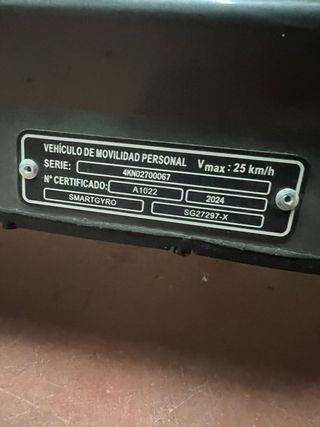 VEHÍCULO DE MOVILIDAD PERSONAL Vmax: 25 km/h
SERIE: 4KN02700067
Nº CERTIFICADO: A1022 2024
SMARTGYRO SG27297-X